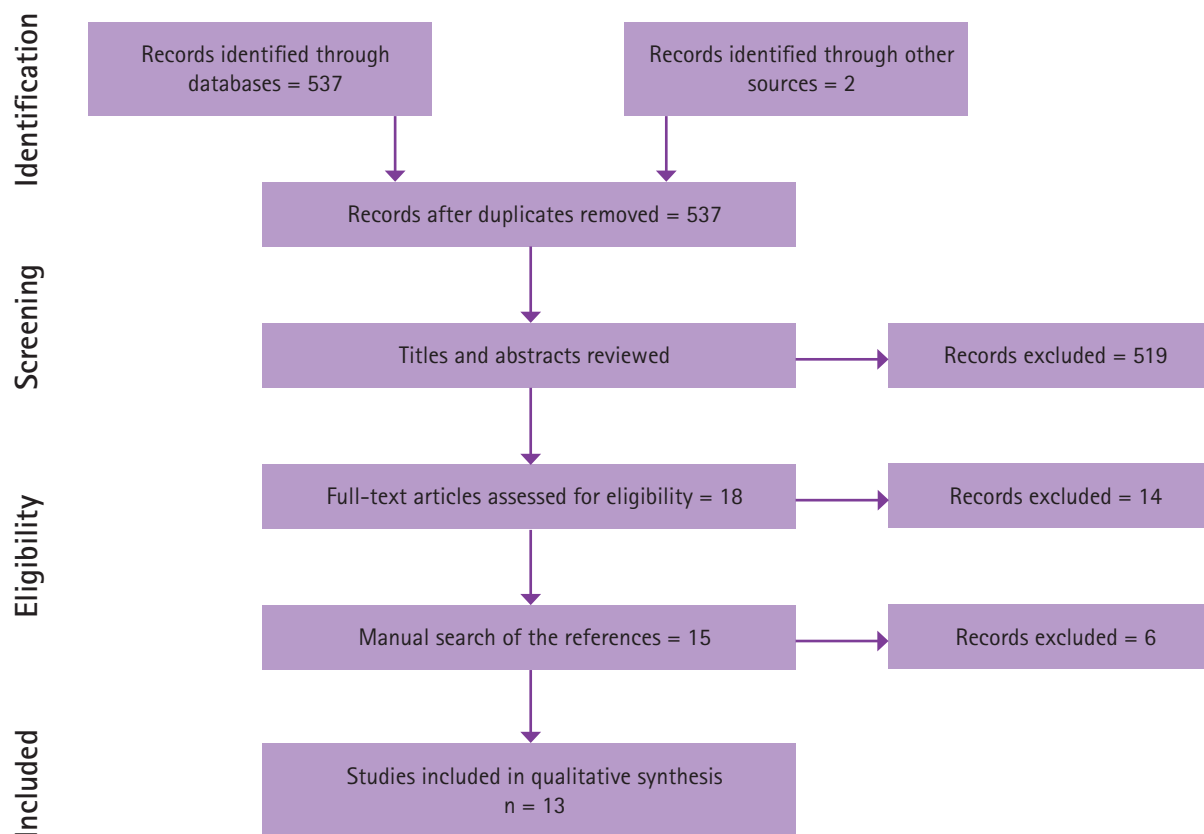 Identification
Records identified through
databases = 537
Records identified through other
sources = 2
Records after duplicates removed = 537
Screening
Titles and abstracts reviewed
Records excluded = 519
Eligibility
Full-text articles assessed for eligibility = 18
Records excluded = 14
Manual search of the references = 15
Records excluded = 6
Included
Studies included in qualitative synthesis
n = 13